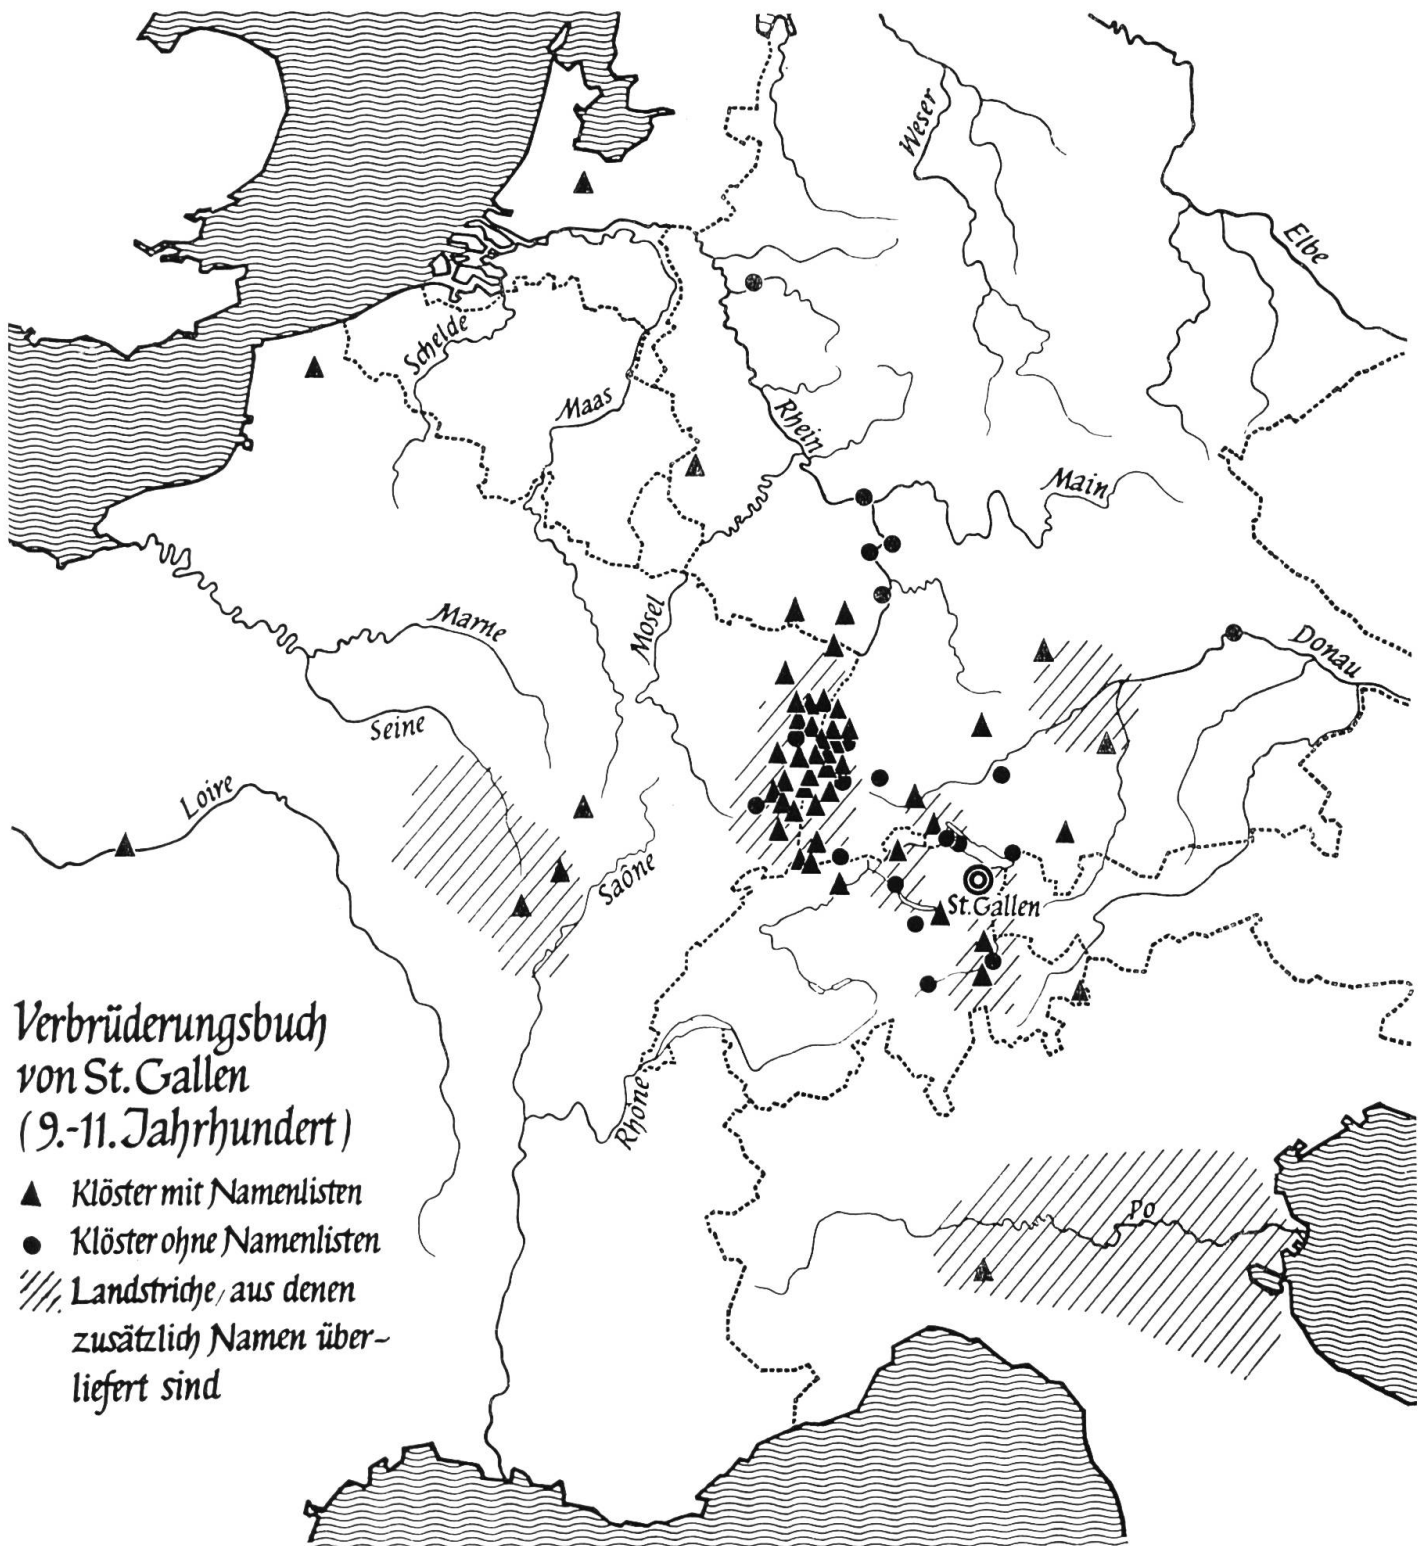 Weser
Elbe
Schelde
Maas
Rhein
Main
Mosel
Marne
Donau
Seine
Loire
Saône
St. Gallen
Rhône
Po
Verbrüderungsbuch
von St. Gallen
(9.-11. Jahrhundert)
Klöster mit Namenlisten
Klöster ohne Namenlisten
Landstriche, aus denen
zusätzlich Namen über-
liefert sind